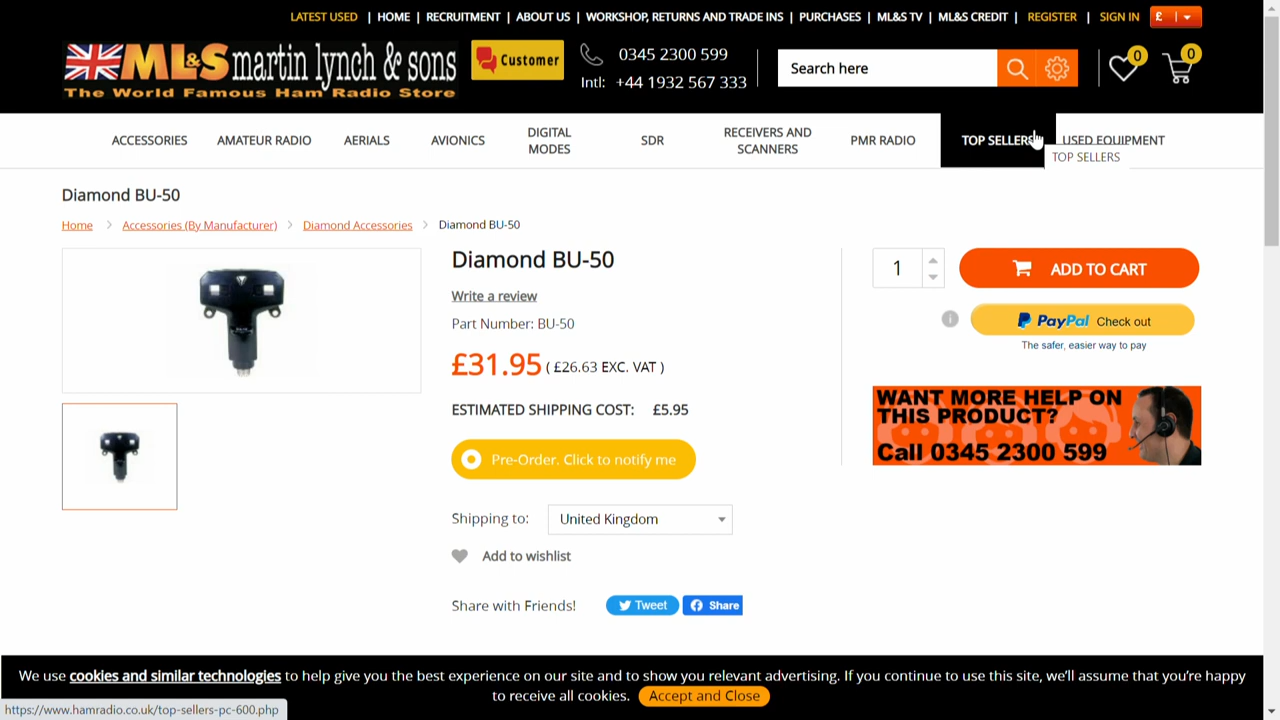 LATEST USED | HOME | RECRUITMENT | ABOUT US | WORKSHOP, RETURNS AND TRADE INS | PURCHASES | ML&S TV | ML&S CREDIT | REGISTER | SIGN IN £
ML&S martin lynch & sons
The World Famous Ham Radio Store
Customer
0345 2300 599
Intl: +44 1932 567 333
Search here
0
0
ACCESSORIES
AMATEUR RADIO
AERIALS
AVIONICS
DIGITAL
MODES
SDR
RECEIVERS AND
SCANNERS
PMR RADIO
TOP SELLERS
USED EQUIPMENT
TOP SELLERS
Diamond BU-50
Home > Accessories (By Manufacturer) > Diamond Accessories > Diamond BU-50
Diamond BU-50
Write a review
Part Number: BU-50
£31.95 ( £26.63 EXC. VAT )
ESTIMATED SHIPPING COST: £5.95
Pre-Order. Click to notify me
Shipping to: United Kingdom
Add to wishlist
Share with Friends! Tweet Share
1
ADD TO CART
i
PayPal Check out
The safer, easier way to pay
WANT MORE HELP ON
THIS PRODUCT?
Call 0345 2300 599
We use cookies and similar technologies to help give you the best experience on our site and to show you relevant advertising. If you continue to use this site, we'll assume that you're happy
to receive all cookies. Accept and Close
https://www.hamradio.co.uk/top-sellers-pc-600.php